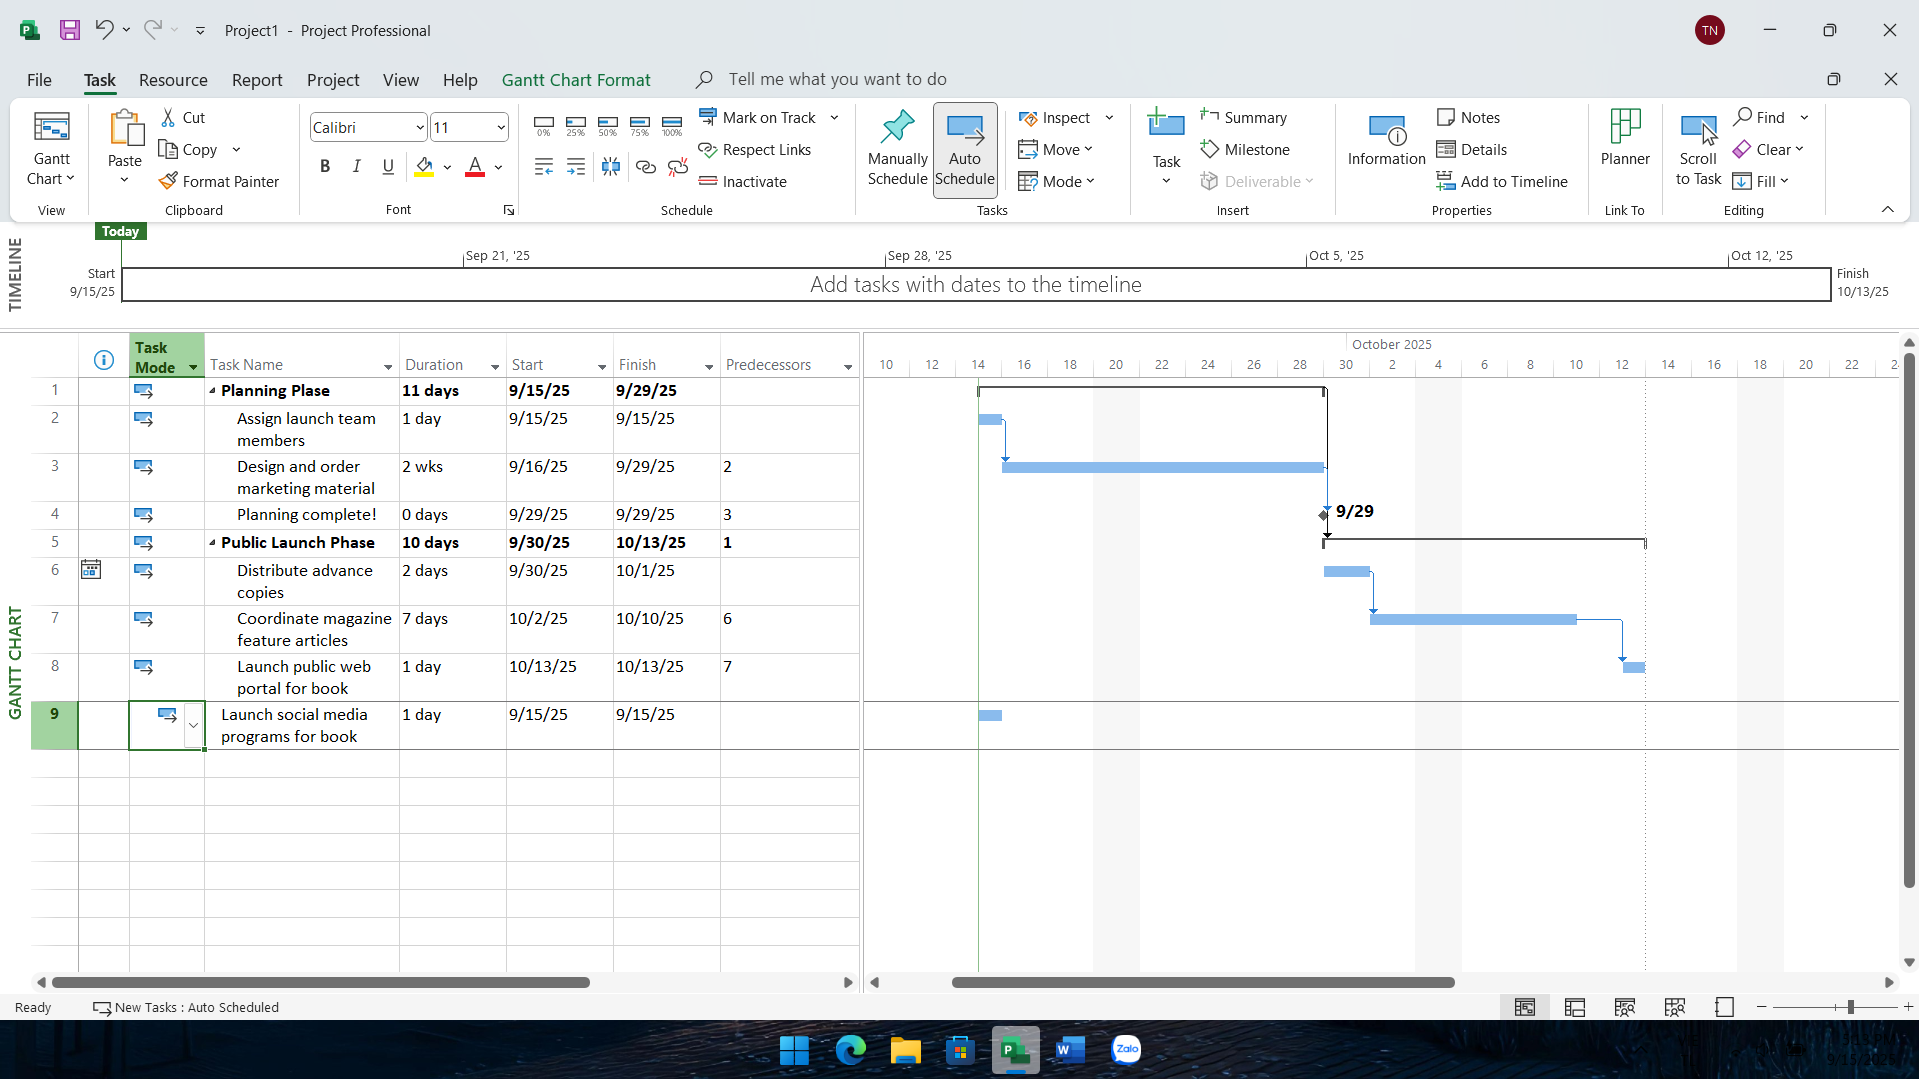 Project1 - Project Professional
TN
File Task Resource Report Project View Help Gantt Chart Format Tell me what you want to do
Gantt Chart
View
Paste
Cut
Copy
Format Painter
Clipboard
Calibri 11
B I U A
Font
0% 25% 50% 75% 100%
Mark on Track
Respect Links
Inactivate
Schedule
Manually Schedule
Auto Schedule
Inspect
Move
Mode
Tasks
Task
Summary
Milestone
Deliverable
Insert
Information
Notes
Details
Add to Timeline
Properties
Planner
Link To
Scroll to Task
Find
Clear
Fill
Editing
TIMELINE
Today
Sep 21, '25 Sep 28, '25 Oct 5, '25 Oct 12, '25
Start
9/15/25
Add tasks with dates to the timeline
Finish
10/13/25
GANTT CHART
Task Mode Task Name Duration Start Finish Predecessors
October 2025
10 12 14 16 18 20 22 24 26 28 30 2 4 6 8 10 12 14 16 18 20 22
1 Planning Plase 11 days 9/15/25 9/29/25
2 Assign launch team members 1 day 9/15/25 9/15/25
3 Design and order marketing material 2 wks 9/16/25 9/29/25 2
4 Planning complete! 0 days 9/29/25 9/29/25 3
9/29
5 Public Launch Phase 10 days 9/30/25 10/13/25 1
6 Distribute advance copies 2 days 9/30/25 10/1/25
7 Coordinate magazine feature articles 7 days 10/2/25 10/10/25 6
8 Launch public web portal for book 1 day 10/13/25 10/13/25 7
9 Launch social media programs for book 1 day 9/15/25 9/15/25
Ready New Tasks : Auto Scheduled
Zalo